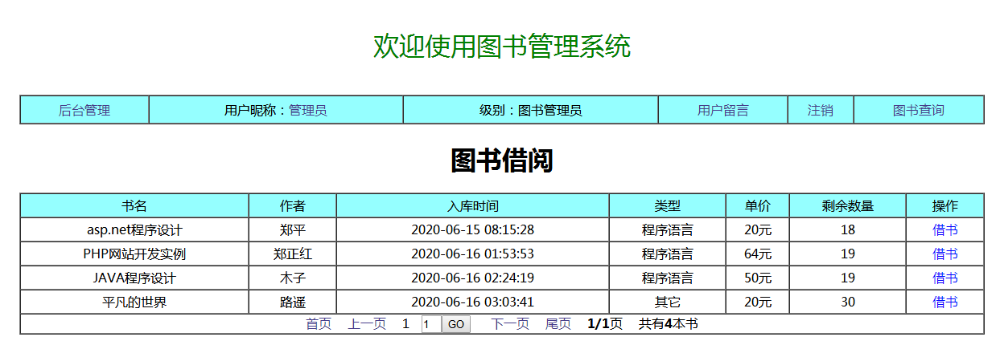 欢迎使用图书管理系统
后台管理 用户昵称：管理员 级别：图书管理员 用户留言 注销 图书查询
图书借阅
书名 作者 入库时间 类型 单价 剩余数量 操作
asp.net程序设计 郑平 2020-06-15 08:15:28 程序语言 20元 18 借书
PHP网站开发实例 郑正红 2020-06-16 01:53:53 程序语言 64元 19 借书
JAVA程序设计 木子 2020-06-16 02:24:19 程序语言 50元 19 借书
平凡的世界 路遥 2020-06-16 03:03:41 其它 20元 30 借书
首页 上一页 1 1 GO 下一页 尾页 1/1页 共有4本书